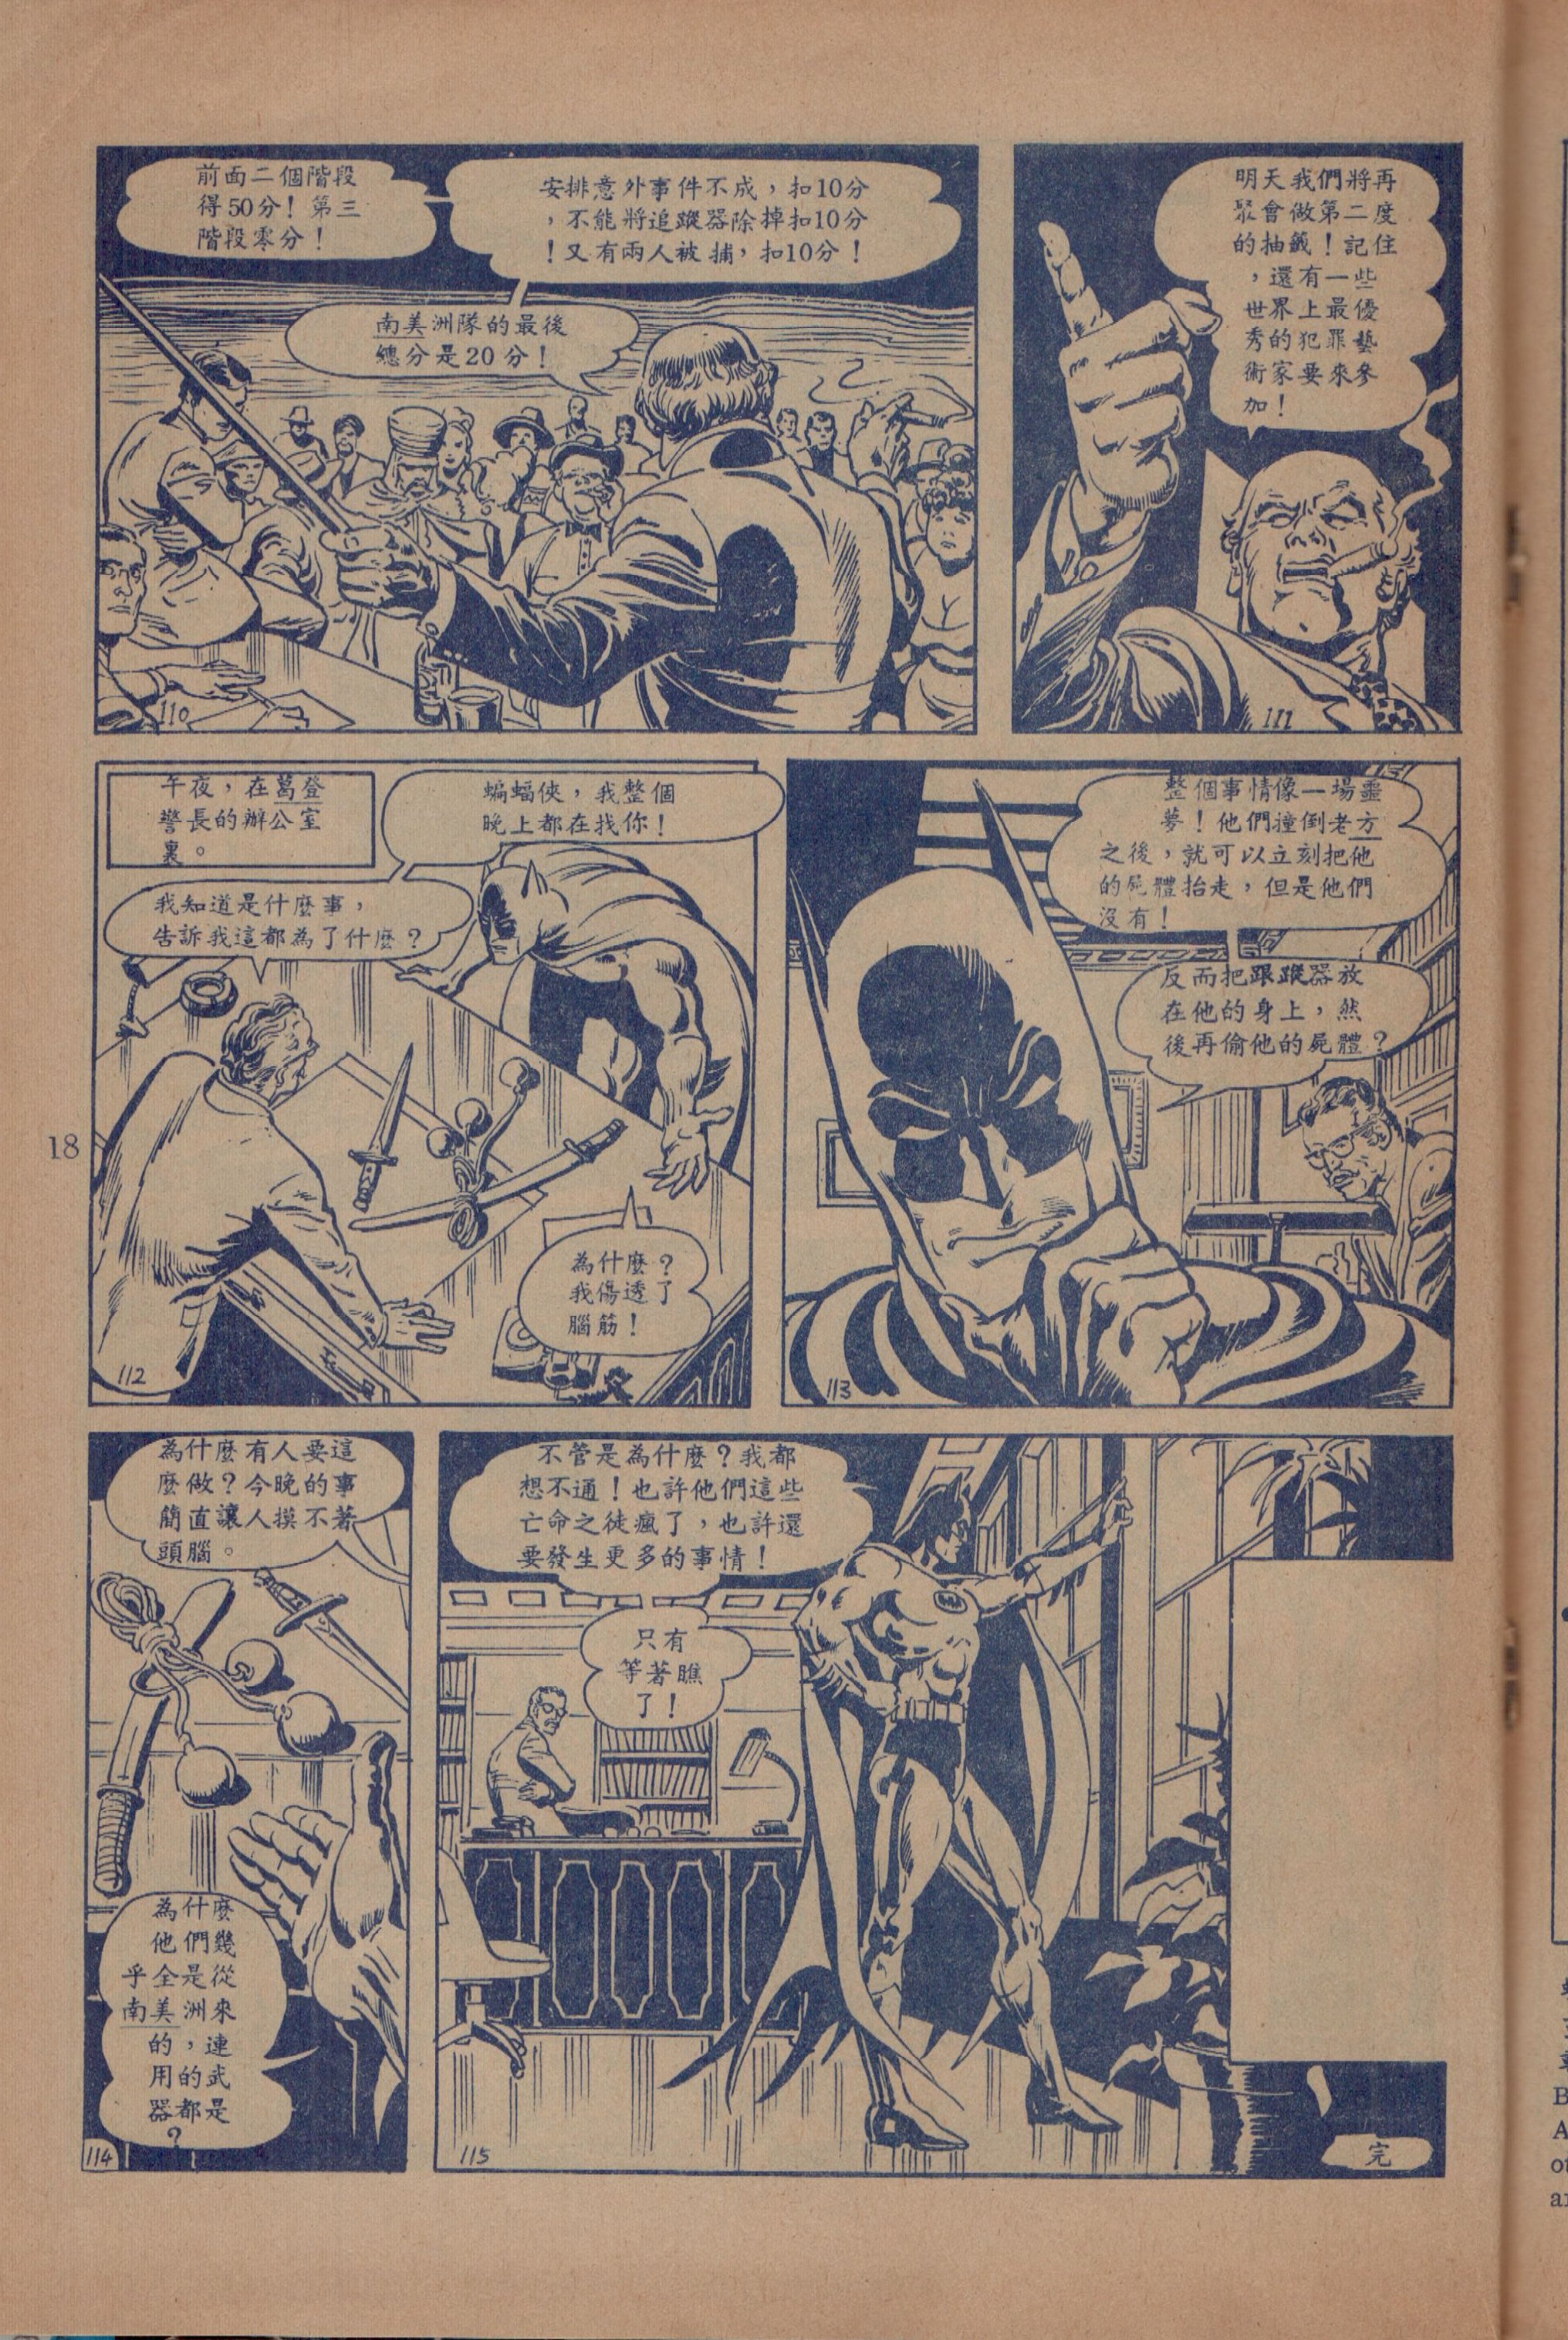 前面二個階段
得50分！第三
階段零分！
安排意外事件不成，扣10分
，不能將追蹤器除掉扣10分
！又有兩人被捕，扣10分！
南美洲隊的最後
總分是20分！
110
明天我們將再
聚會做第二度
的抽籤！記住
，還有一些
世界上最優
秀的犯罪藝
術家要來參
加！
111
午夜，在葛登
警長的辦公室
裏。
蝙蝠俠，我整個
晚上都在找你！
我知道是什麼事，
告訴我這都為了什麼？
為什麼？
我傷透了
腦筋！
112
整個事情像一場噩
夢！他們撞倒老方
之後，就可以立刻把他
的屍體抬走，但是他們
沒有！
反而把跟蹤器放
在他的身上，然
後再偷他的屍體？
113
18
為什麼有人要這
麼做？今晚的事
簡直讓人摸不著
頭腦。
為什麼
他們幾
乎全是從
南美洲來
的，連
用的武
器都是
？
114
不管是為什麼？我都
想不通！也許他們這些
亡命之徒瘋了，也許還
要發生更多的事情！
只有
等著瞧
了！
115
完